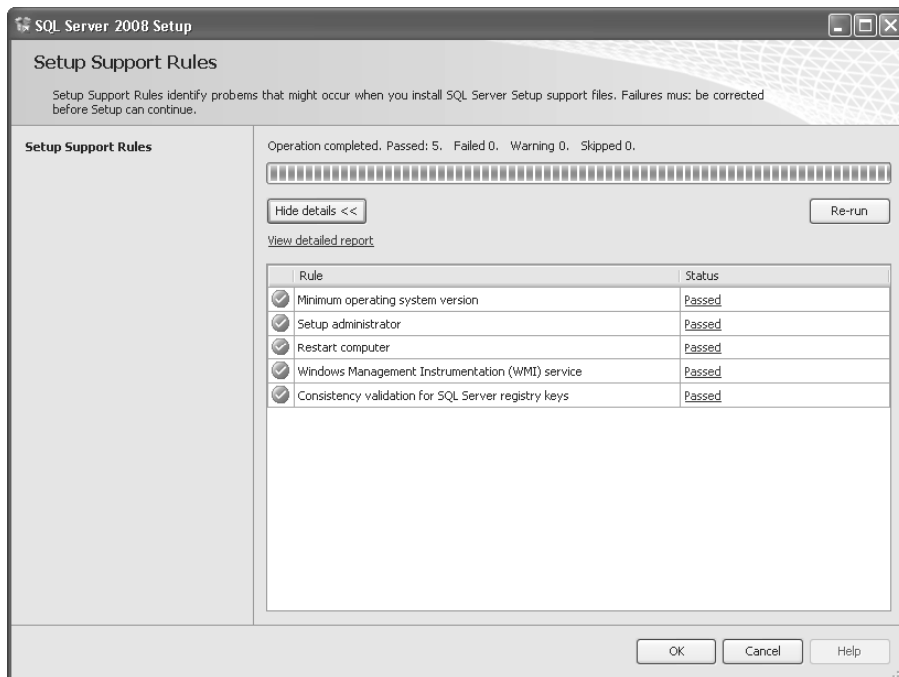 SQL Server 2008 Setup
Setup Support Rules
Setup Support Rules identify probems that might occur when you install SQL Server Setup support files. Failures mus: be corrected
before Setup can continue.
Setup Support Rules
Operation completed. Passed: 5. Failed 0. Warning 0. Skipped 0.
Hide details <<
Re-run
View detailed report
Rule Status
Minimum operating system version Passed
Setup administrator Passed
Restart computer Passed
Windows Management Instrumentation (WMI) service Passed
Consistency validation for SQL Server registry keys Passed
OK Cancel Help